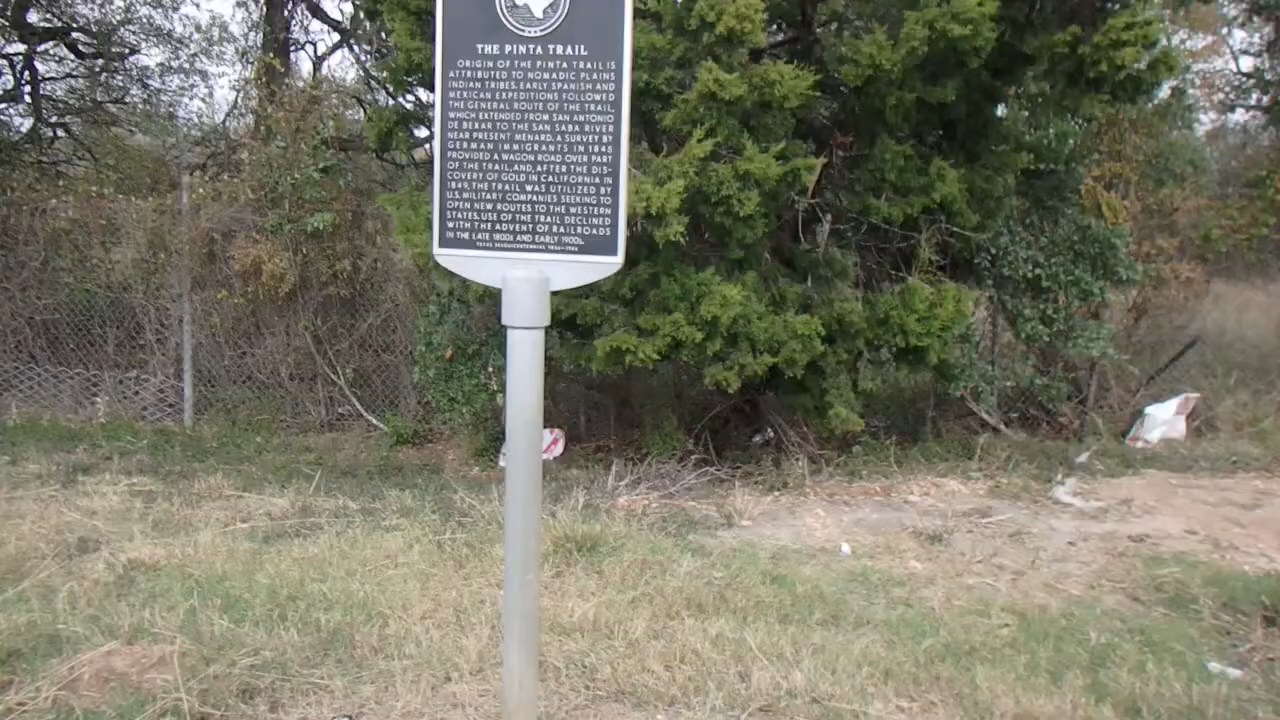 THE PINTA TRAIL
ORIGIN OF THE PINTA TRAIL IS
ATTRIBUTED TO NOMADIC PLAINS
INDIAN TRIBES. EARLY SPANISH AND
MEXICAN EXPEDITIONS FOLLOWED
THE GENERAL ROUTE OF THE TRAIL,
WHICH EXTENDED FROM SAN ANTONIO
DE BEXAR TO THE SAN SABA RIVER
NEAR PRESENT MENARD. A SURVEY BY
GERMAN IMMIGRANTS IN 1845
PROVIDED A WAGON ROAD OVER PART
OF THE TRAIL, AND, AFTER THE DIS-
COVERY OF GOLD IN CALIFORNIA IN
1849, THE TRAIL WAS UTILIZED BY
U.S. MILITARY COMPANIES SEEKING TO
OPEN NEW ROUTES TO THE WESTERN
STATES. USE OF THE TRAIL DECLINED
WITH THE ADVENT OF RAILROADS
IN THE LATE 1800s AND EARLY 1900s.
TEXAS SESQUICENTENNIAL 1836-1986